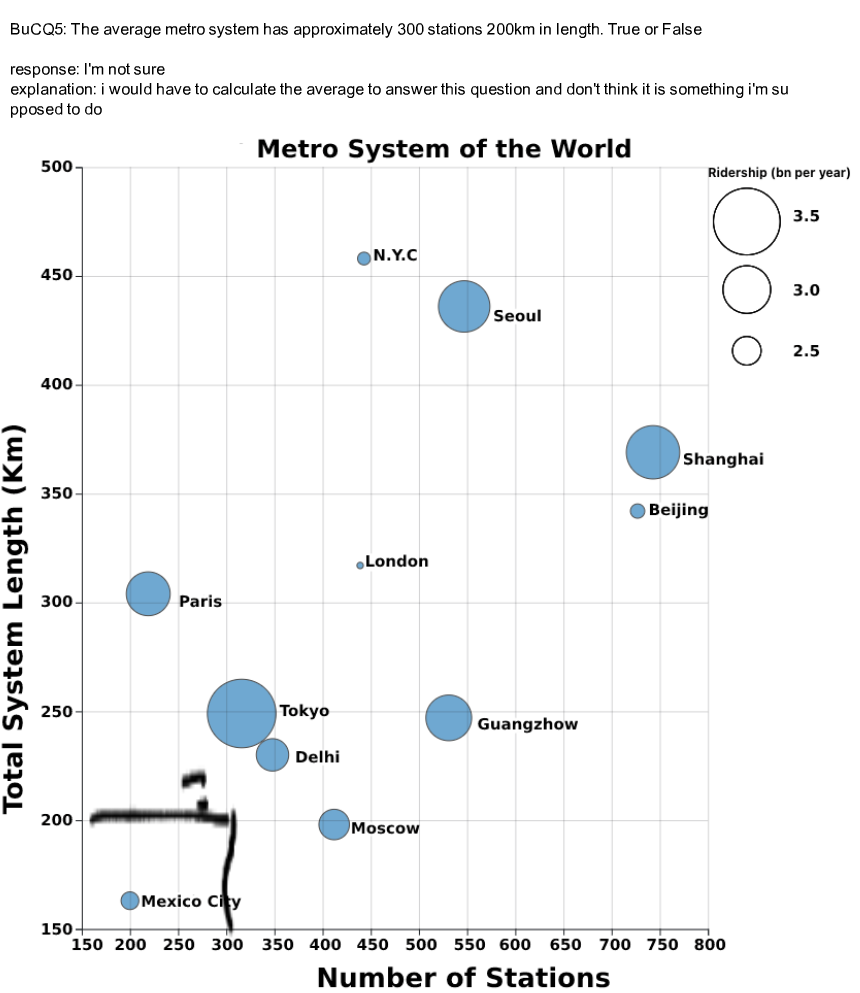 BuCQ5: The average metro system has approximately 300 stations 200km in length. True or False
response: I'm not sure
explanation: i would have to calculate the average to answer this question and don't think it is something i'm su
pposed to do
Metro System of the World
Ridership (bn per year)
3.5
3.0
2.5
Total System Length (Km)
500
450
400
350
300
250
200
150
N.Y.C
Seoul
Shanghai
Beijing
London
Paris
Tokyo
Guangzhow
Delhi
Moscow
Mexico City
150 200 250 300 350 400 450 500 550 600 650 700 750 800
Number of Stations